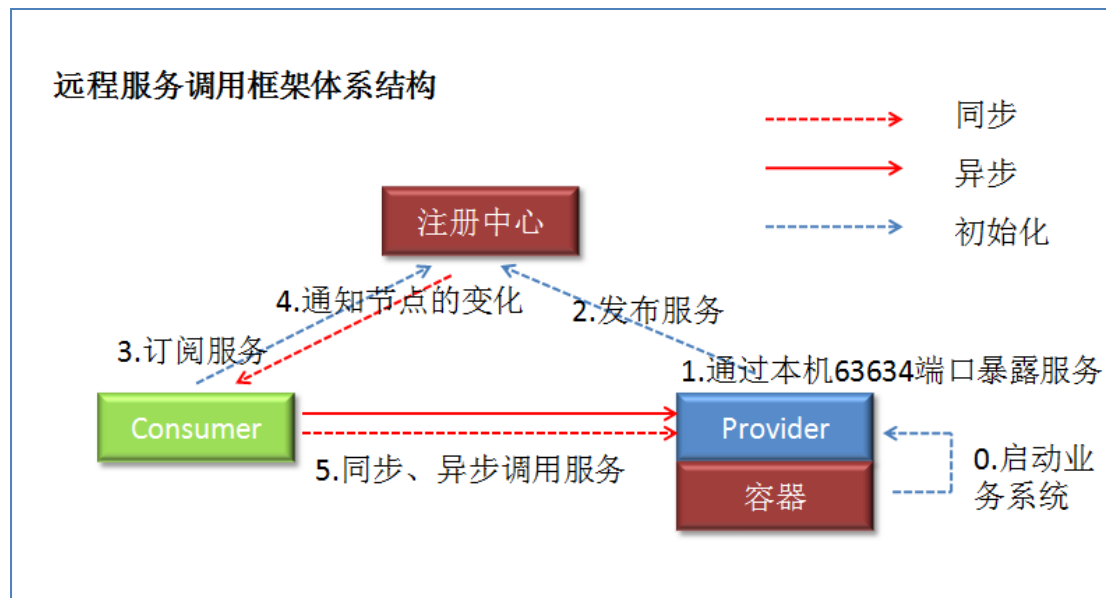 远程服务调用框架体系结构
同步
异步
初始化
注册中心
4.通知节点的变化
2.发布服务
3.订阅服务
1.通过本机63634端口暴露服务
Consumer
Provider
5.同步、异步调用服务
容器
0.启动业
务系统